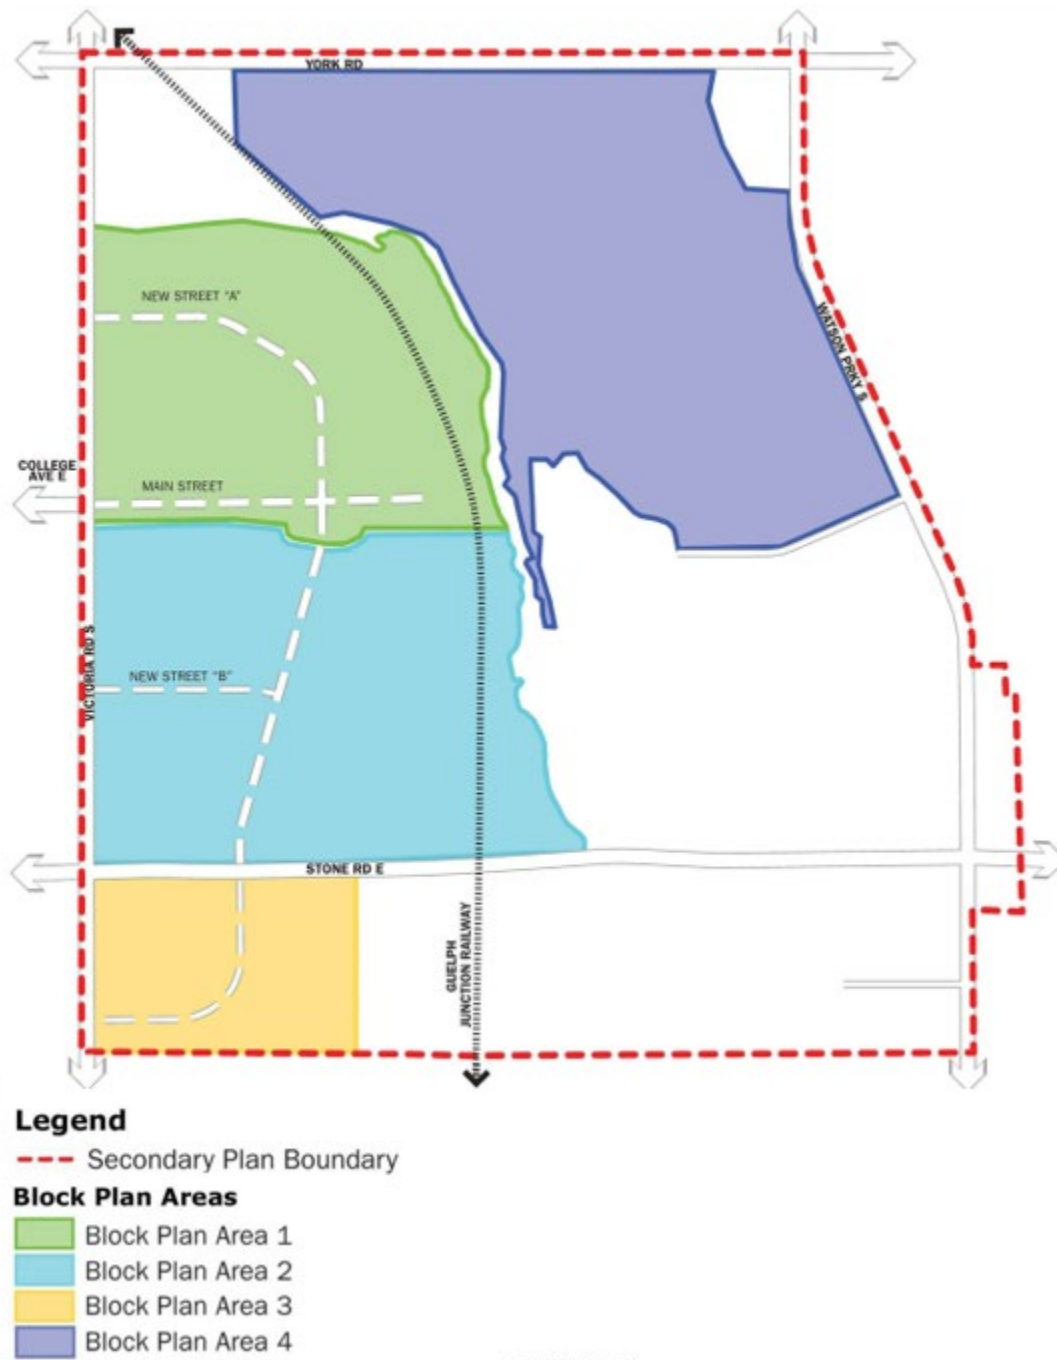 YORK RD
NEW STREET "A"
WATSON PRKY S
COLLEGE
AVE E
MAIN STREET
VICTORIA RD S
NEW STREET "B"
STONE RD E
GUELPH
JUNCTION RAILWAY
Legend
Secondary Plan Boundary
Block Plan Areas
Block Plan Area 1
Block Plan Area 2
Block Plan Area 3
Block Plan Area 4